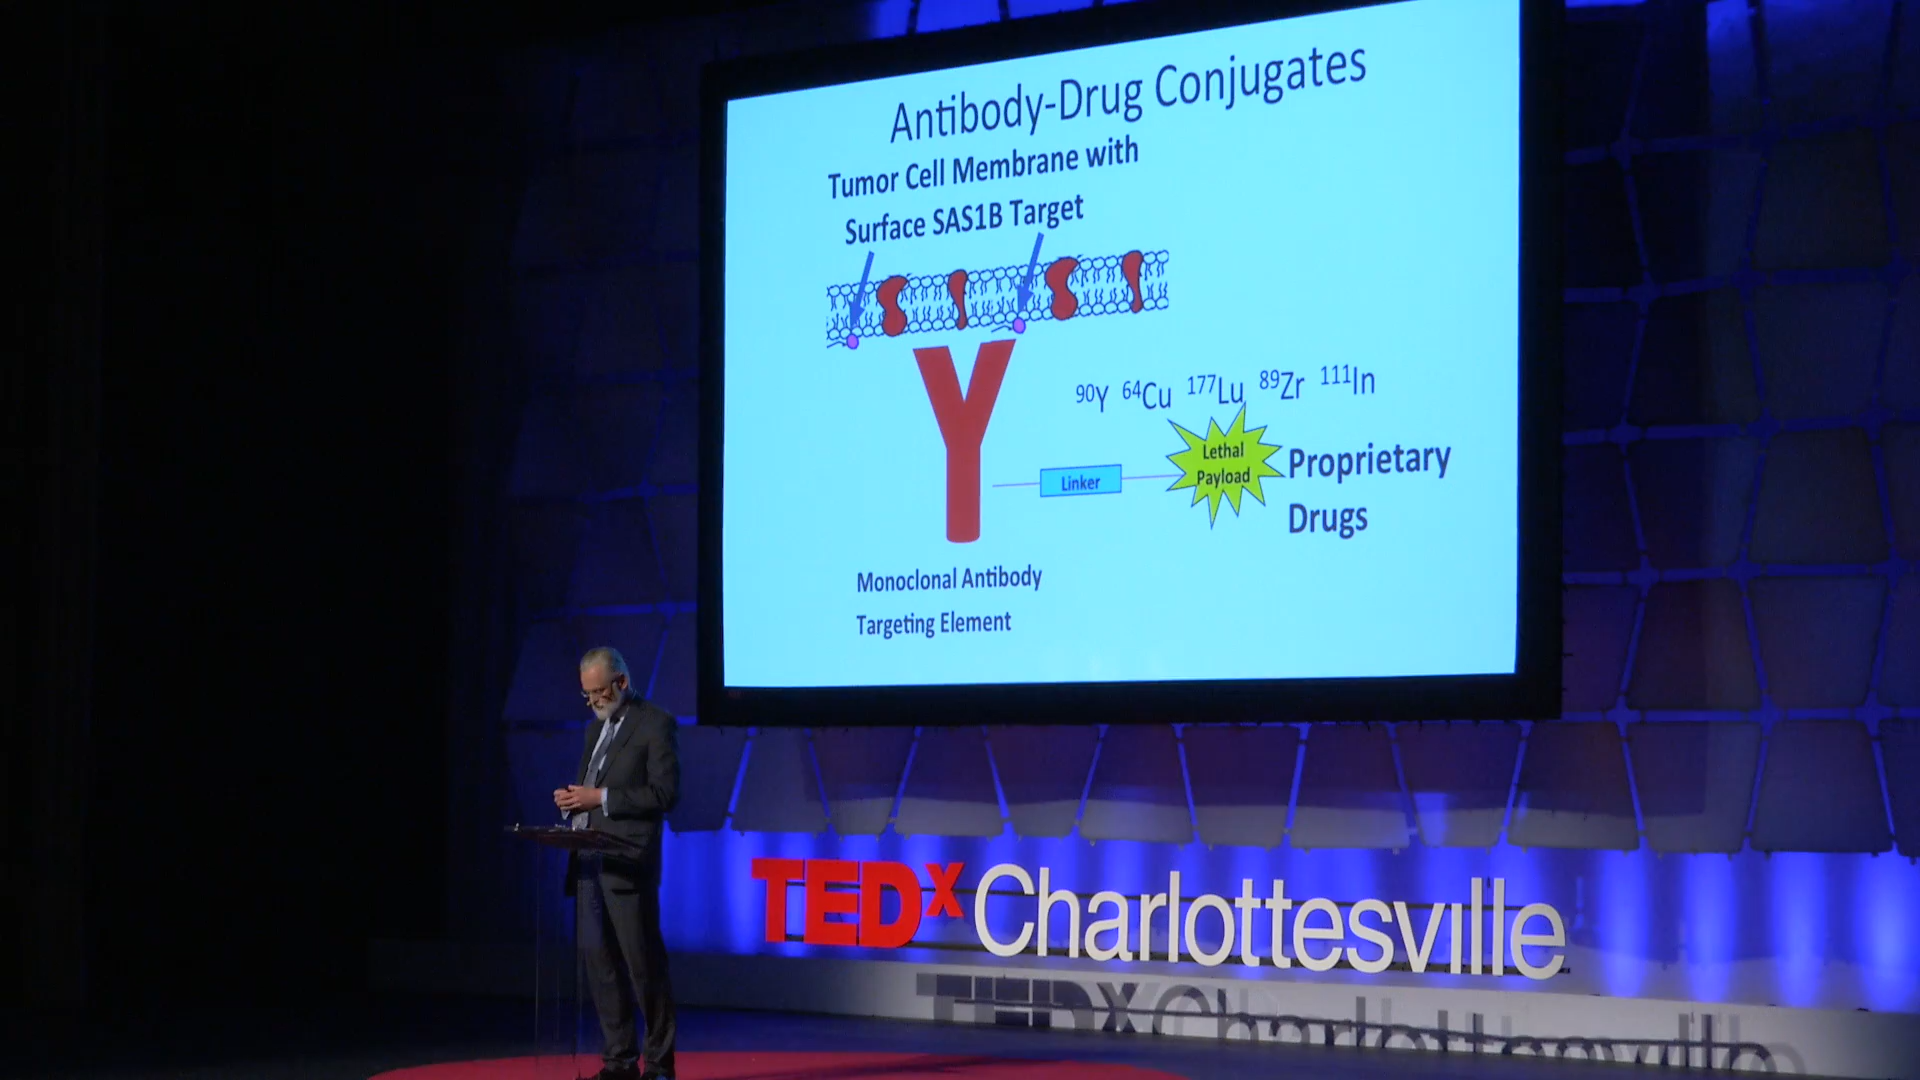 Antibody-Drug Conjugates
Tumor Cell Membrane with
Surface SAS1B Target
⁹⁰Y ⁶⁴Cu ¹⁷⁷Lu ⁸⁹Zr ¹¹¹In
Lethal
Payload
Proprietary
Drugs
Linker
Monoclonal Antibody
Targeting Element
TEDx Charlottesville